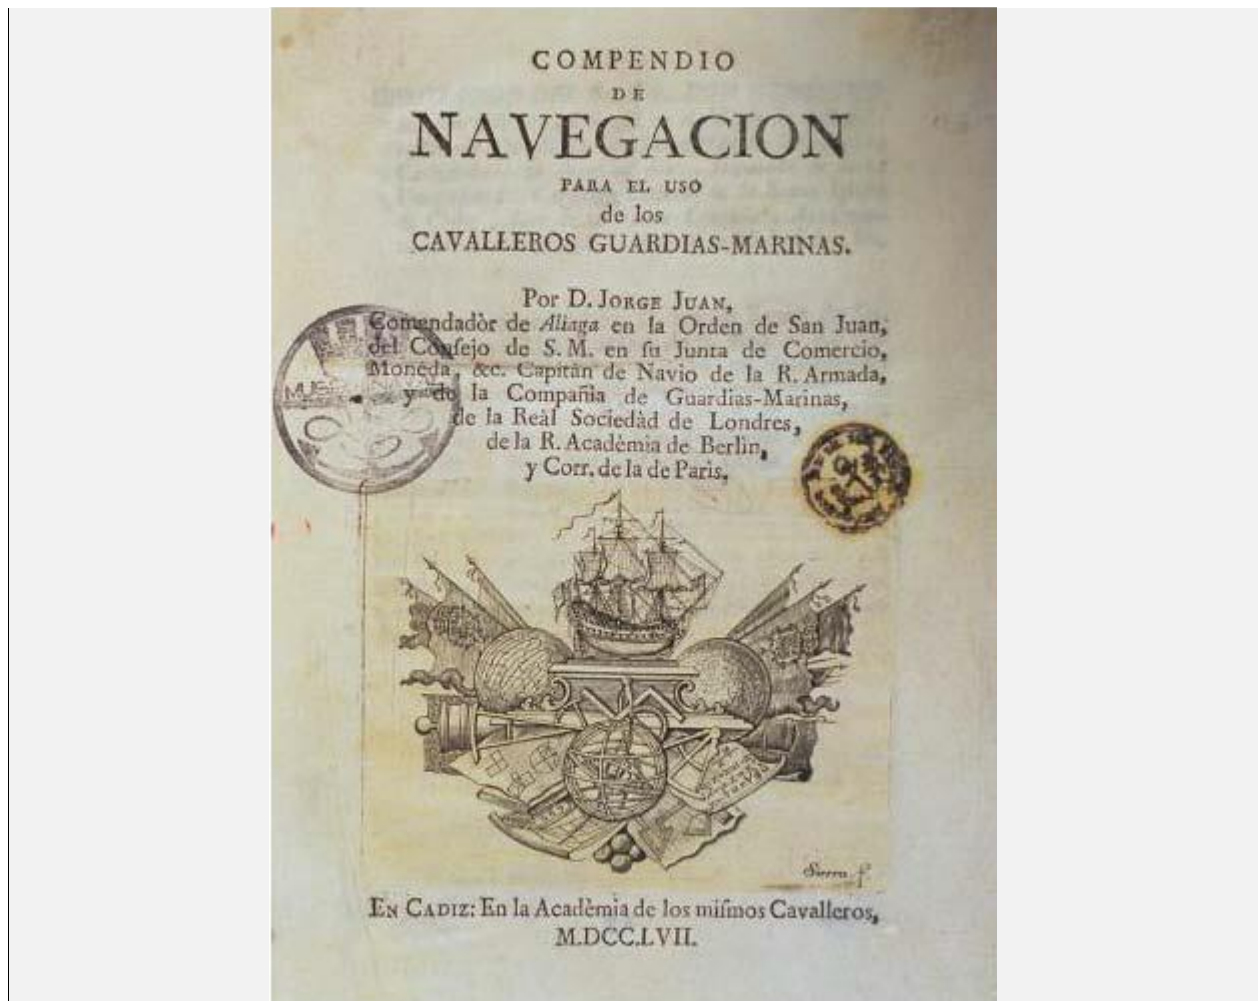 COMPENDIO
DE
NAVEGACION
PARA EL USO
de los
CAVALLEROS GUARDIAS-MARINAS.
Por D. JORGE JUAN,
Comendadòr de Aliaga en la Orden de San Juan,
del Conſejo de S. M. en ſu Junta de Comercio,
Monéda, &c. Capitàn de Navio de la R. Armada,
y de la Compañia de Guardias-Marinas,
de la Reàl Sociedàd de Londres,
de la R. Acadèmia de Berlìn,
y Corr. de la de Paris.
Sierra f.
EN CADIZ: En la Acadèmia de los miſmos Cavalleros,
M.DCC.LVII.